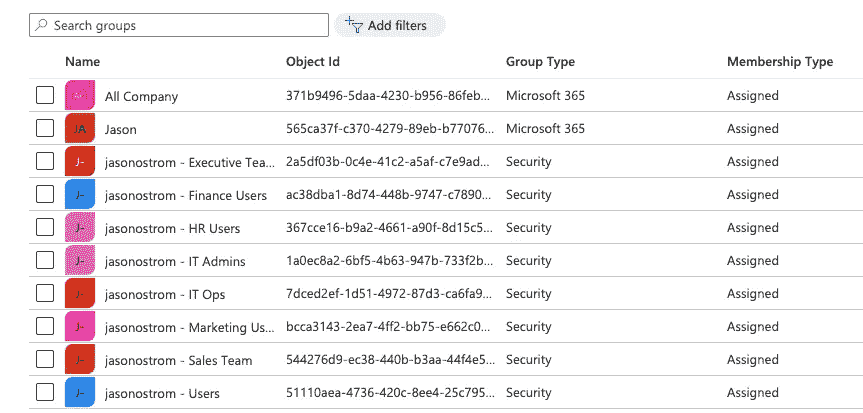 Search groups Add filters
Name Object Id Group Type Membership Type
All Company 371b9496-5daa-4230-b956-86feb... Microsoft 365 Assigned
JA Jason 565ca37f-c370-4279-89eb-b77076... Microsoft 365 Assigned
J- jasonostrom - Executive Tea... 2a5df03b-0c4e-41c2-a5af-c7e9ad... Security Assigned
J- jasonostrom - Finance Users ac38dba1-8d74-448b-9747-c7890... Security Assigned
J- jasonostrom - HR Users 367cce16-b9a2-4661-a90f-8d15c5... Security Assigned
J- jasonostrom - IT Admins 1a0ec8a2-6bf5-4b63-947b-733f2b... Security Assigned
J- jasonostrom - IT Ops 7dced2ef-1d51-4972-87d3-ca6fa9... Security Assigned
J- jasonostrom - Marketing Us... bcca3143-2ea7-4ff2-bb75-e662c0... Security Assigned
J- jasonostrom - Sales Team 544276d9-ec38-440b-b3aa-44f4e5... Security Assigned
J- jasonostrom - Users 51110aea-4736-420c-8ee4-25c795... Security Assigned